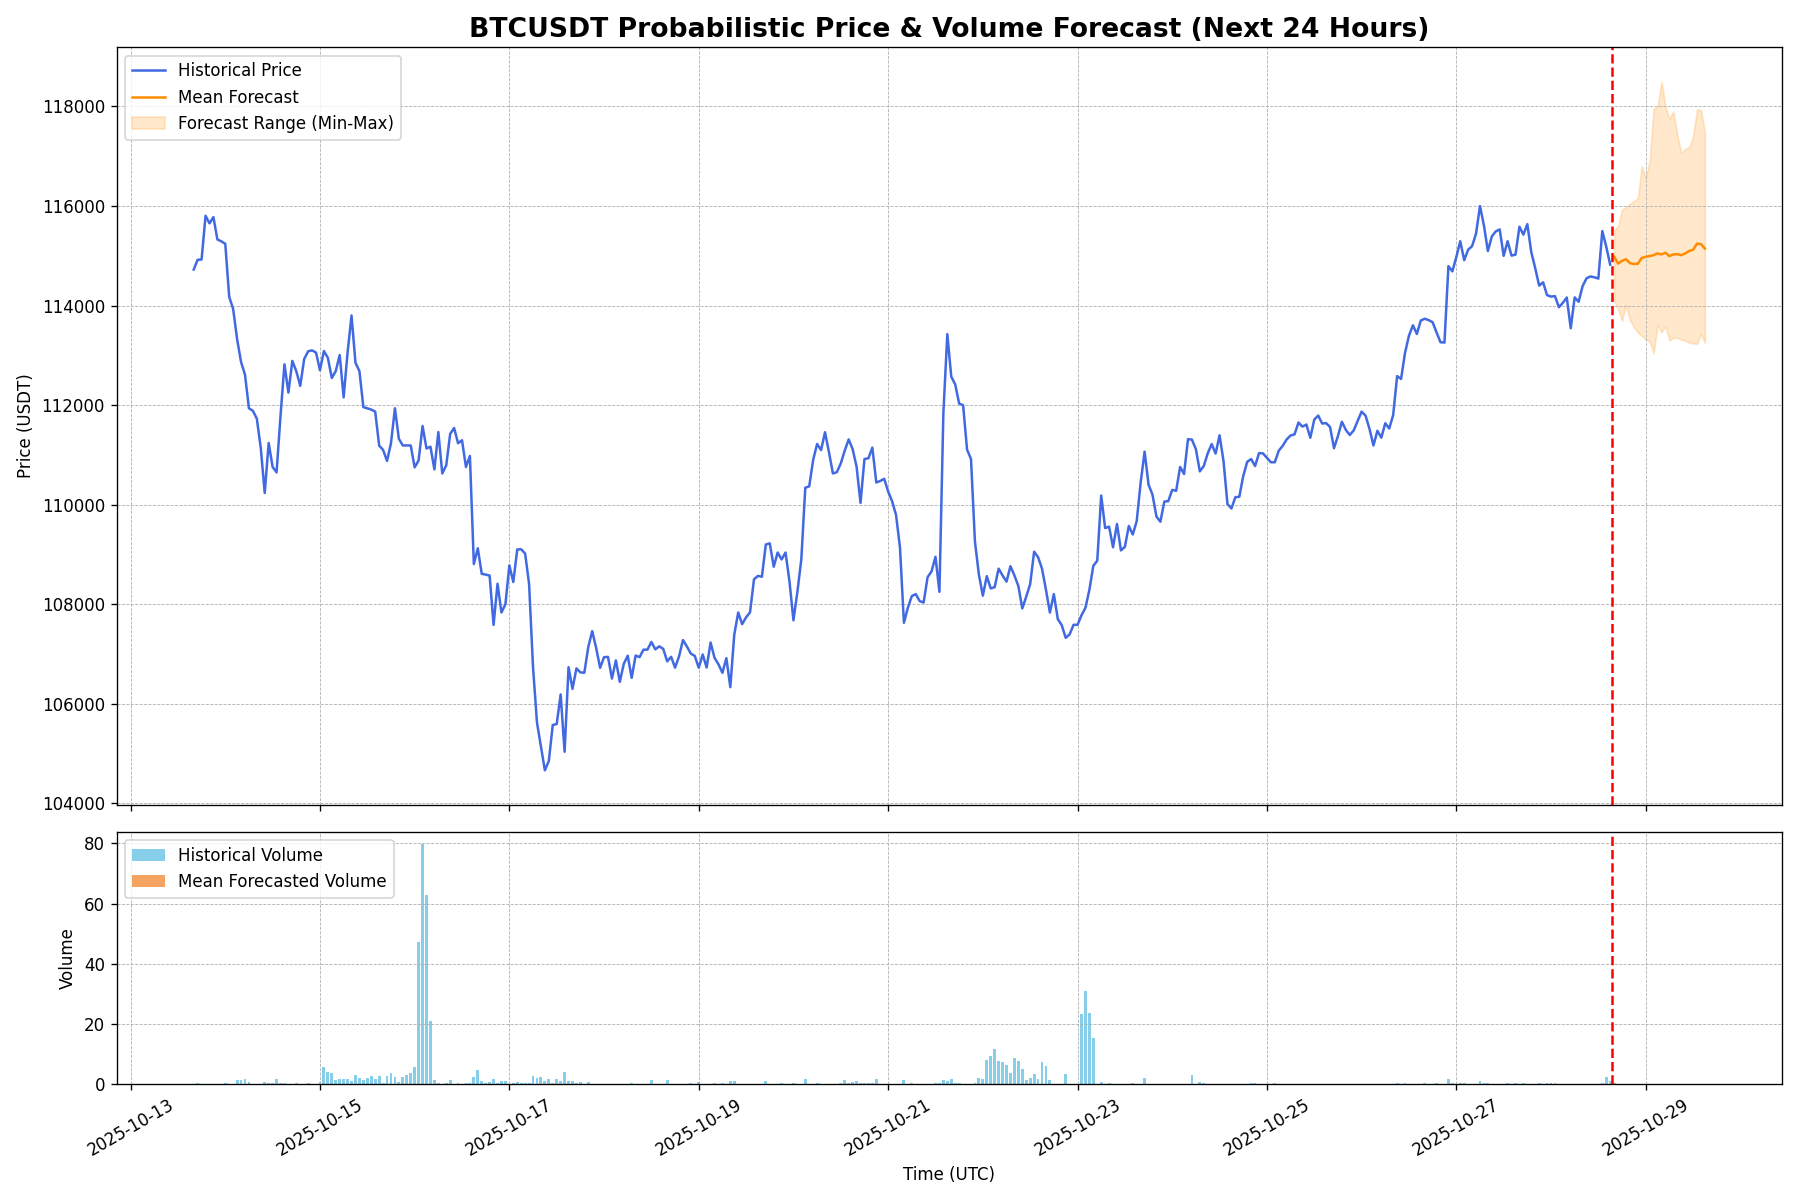 BTCUSDT Probabilistic Price & Volume Forecast (Next 24 Hours)
Historical Price
Mean Forecast
Forecast Range (Min-Max)
118000
116000
114000
112000
110000
108000
106000
104000
Price (USDT)
Historical Volume
Mean Forecasted Volume
80
60
40
20
0
Volume
2025-10-13
2025-10-15
2025-10-17
2025-10-19
2025-10-21
2025-10-23
2025-10-25
2025-10-27
2025-10-29
Time (UTC)